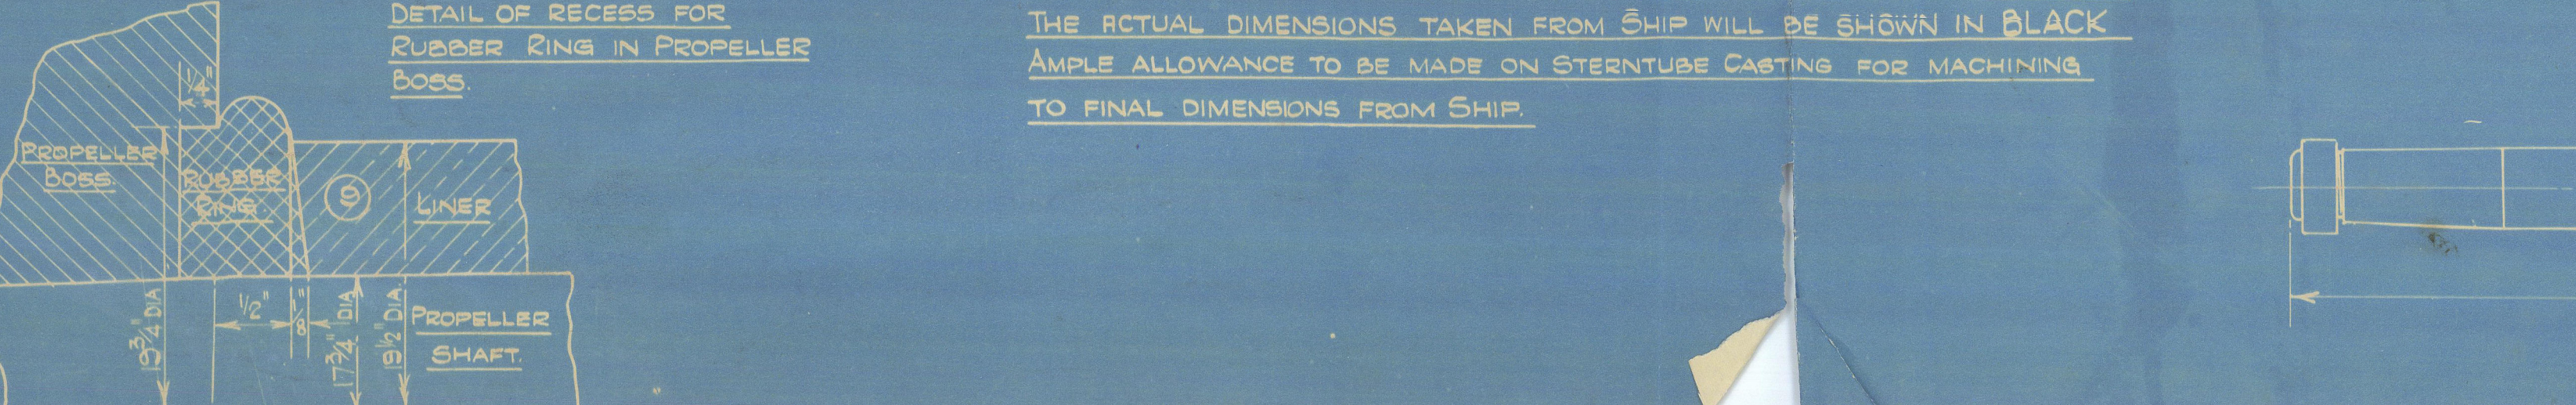 DETAIL OF RECESS FOR
RUBBER RING IN PROPELLER
BOSS.
THE ACTUAL DIMENSIONS TAKEN FROM SHIP WILL BE SHOWN IN BLACK
AMPLE ALLOWANCE TO BE MADE ON STERNTUBE CASTING FOR MACHINING
TO FINAL DIMENSIONS FROM SHIP.
1/4"
PROPELLER
BOSS.
RUBBER
RING.
9
LINER
19 3/4" DIA
1/2"
1/8"
17 3/4" DIA
19 1/2" DIA.
PROPELLER
SHAFT.